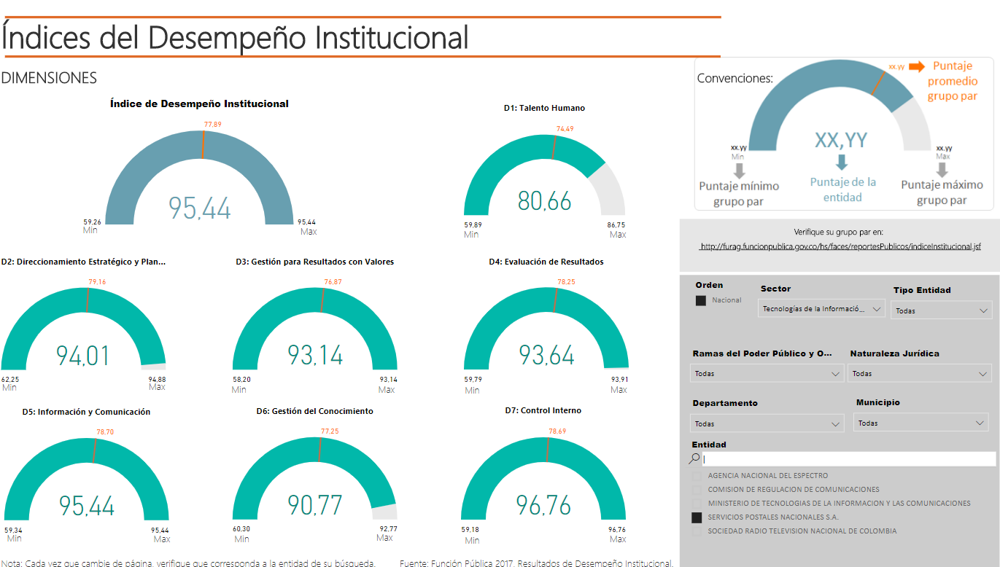 Índices del Desempeño Institucional
DIMENSIONES
Convenciones:
xx.yy
Puntaje
promedio
grupo par
XX,YY
xx.yy
Min
xx.yy
Max
Puntaje mínimo
grupo par
Puntaje de la
entidad
Puntaje máximo
grupo par
Índice de Desempeño Institucional
77,89
95,44
59,26
Min
95,44
Max
D1: Talento Humano
74,49
80,66
59,89
Min
86,75
Max
D2: Direccionamiento Estratégico y Plan...
79,16
94,01
62,25
Min
94,88
Max
D3: Gestión para Resultados con Valores
76,87
93,14
58,20
Min
93,14
Max
D4: Evaluación de Resultados
78,25
93,64
59,79
Min
93,91
Max
D5: Información y Comunicación
78,70
95,44
59,34
Min
95,44
Max
D6: Gestión del Conocimiento
77,25
90,77
60,30
Min
92,77
Max
D7: Control Interno
78,69
96,76
59,18
Min
96,76
Max
Verifique su grupo par en:
http://furag.funcionpublica.gov.co/hs/faces/reportesPublicos/indiceInstitucional.jsf
Orden
Nacional
Sector
Tecnologías de la Informació...
Tipo Entidad
Todas
Ramas del Poder Público y O...
Todas
Naturaleza Jurídica
Todas
Departamento
Todas
Municipio
Todas
Entidad
AGENCIA NACIONAL DEL ESPECTRO
COMISION DE REGULACION DE COMUNICACIONES
MINISTERIO DE TECNOLOGIAS DE LA INFORMACION Y LAS COMUNICACIONES
SERVICIOS POSTALES NACIONALES S.A.
SOCIEDAD RADIO TELEVISION NACIONAL DE COLOMBIA
Nota: Cada vez que cambie de página, verifique que corresponda a la entidad de su búsqueda.
Fuente: Función Pública 2017. Resultados de Desempeño Institucional.